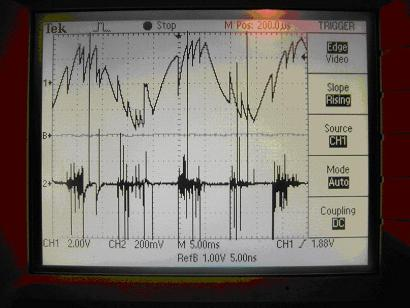 Tek Stop M Pos: 200.0us TRIGGER
Edge
Video
Slope
Rising
Source
CH1
Mode
Auto
Coupling
DC
1
B
2
CH1 2.00V CH2 200mV M 5.00ms CH1 / 1.88V
RefB 1.00V 5.00ns